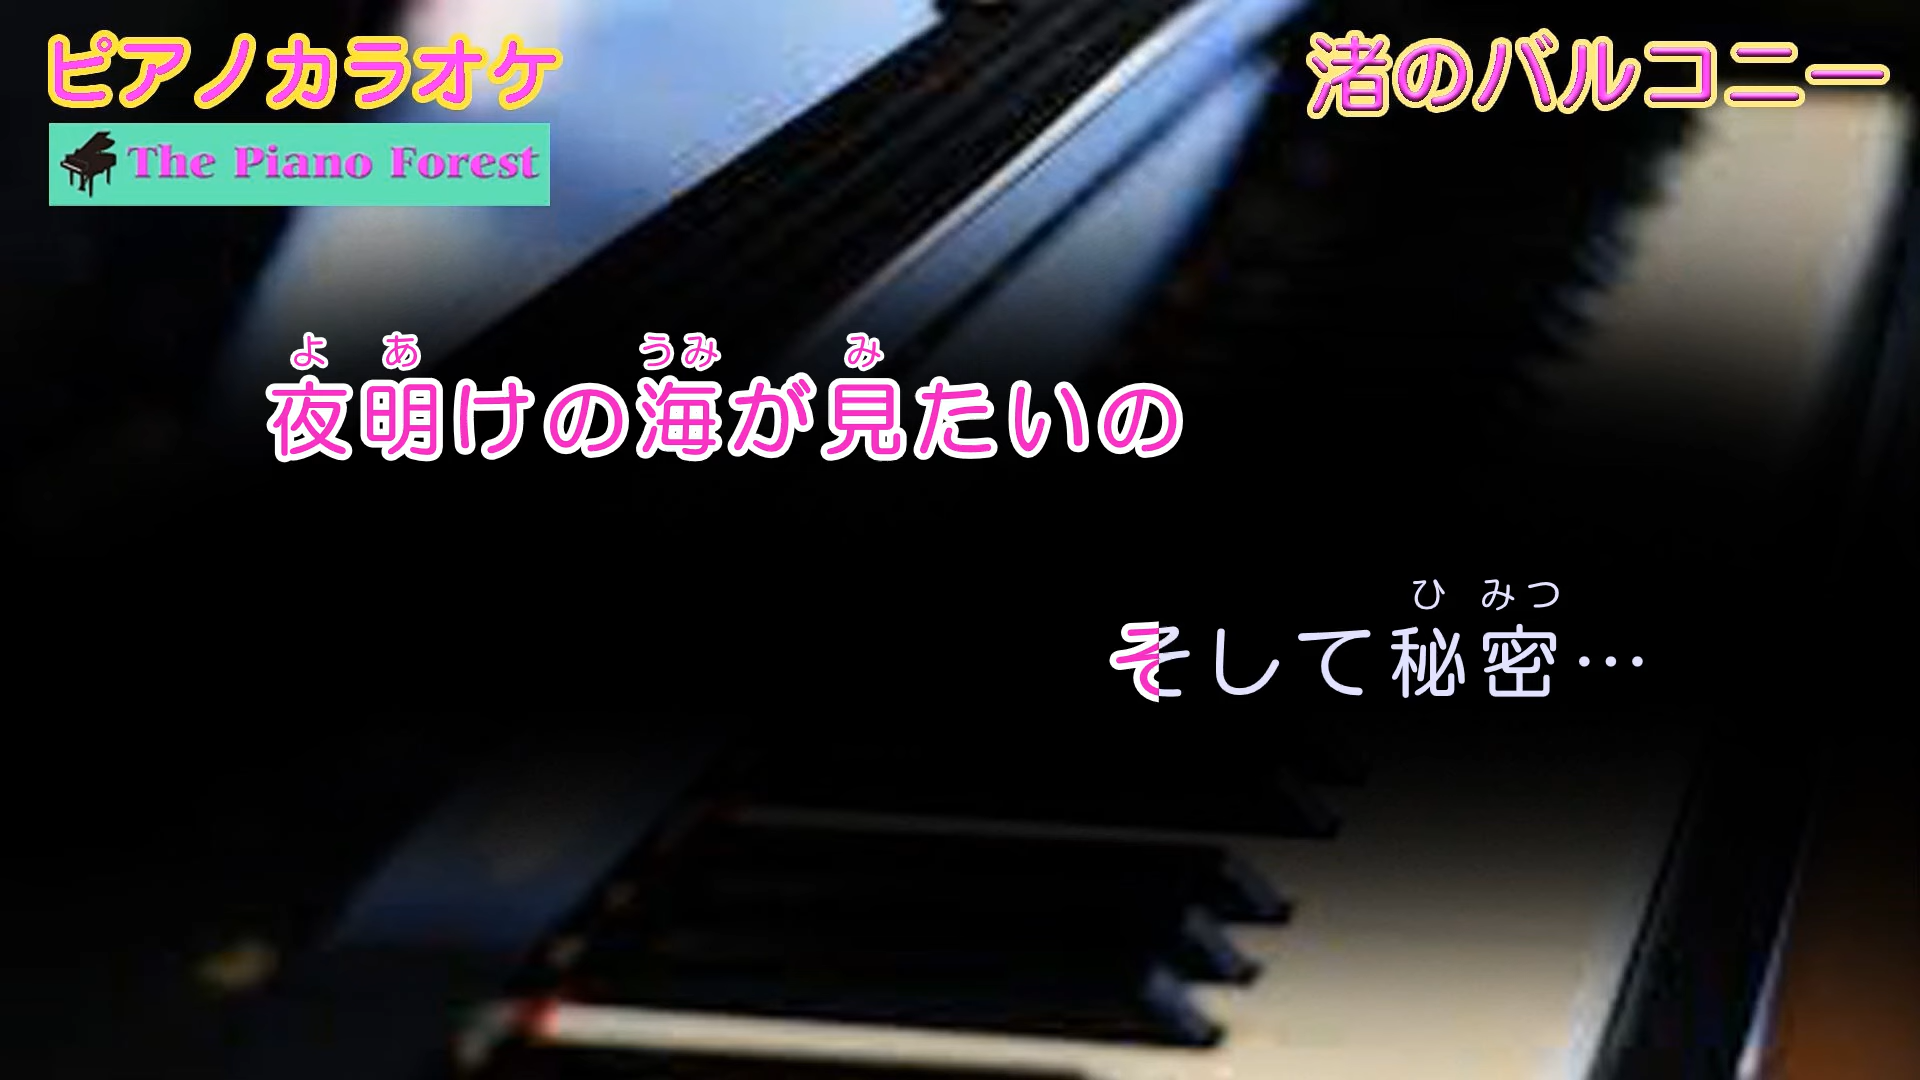 ピアノカラオケ
渚のバルコニー
The Piano Forest
よ あ うみ み
夜明けの海が見たいの
ひ みつ
そして秘密…